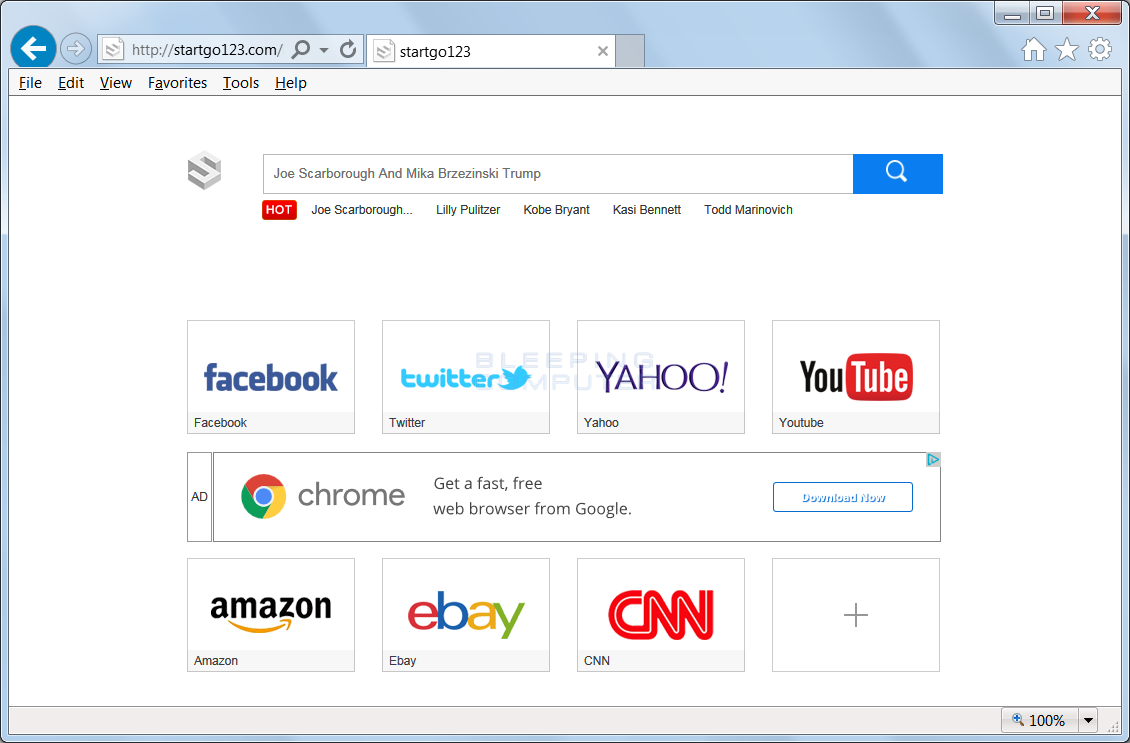 http://startgo123.com/
startgo123
File Edit View Favorites Tools Help
Joe Scarborough And Mika Brzezinski Trump
HOT Joe Scarborough... Lilly Pulitzer Kobe Bryant Kasi Bennett Todd Marinovich
BLEEPING
COMPUTER
facebook twitter YAHOO! YouTube
Facebook Twitter Yahoo Youtube
AD
chrome
Get a fast, free
web browser from Google.
Download Now
amazon ebay CNN
Amazon Ebay CNN
100%